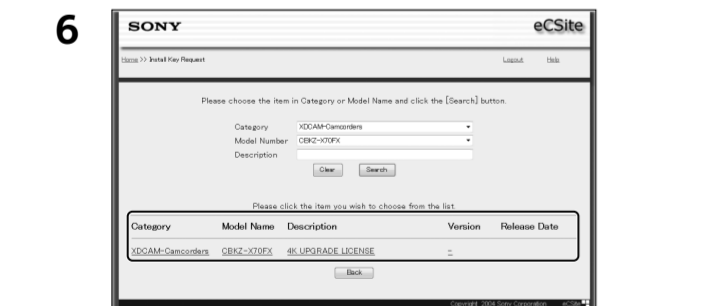 6
SONY eCSite
Home >> Install Key Request Logout Help
Please choose the item in Category or Model Name and click the [Search] button.
Category XDCAM-Camcorders
Model Number CBKZ-X70FX
Description
Clear Search
Please click the item you wish to choose from the list.
Category Model Name Description Version Release Date
XDCAM-Camcorders CBKZ-X70FX 4K UPGRADE LICENSE -
Back
Copyright 2004 Sony Corporation eCSite